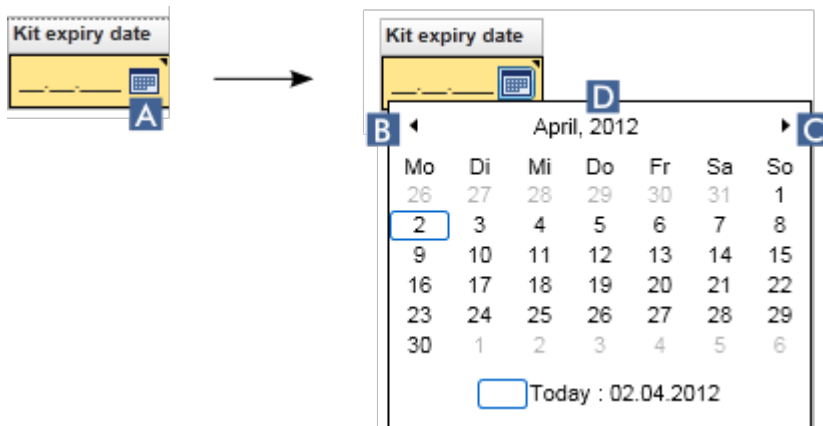 Kit expiry date
__.__.____
A
Kit expiry date
__.__.____
D
B April, 2012 C
Mo Di Mi Do Fr Sa So
26 27 28 29 30 31 1
2 3 4 5 6 7 8
9 10 11 12 13 14 15
16 17 18 19 20 21 22
23 24 25 26 27 28 29
30 1 2 3 4 5 6
Today : 02.04.2012